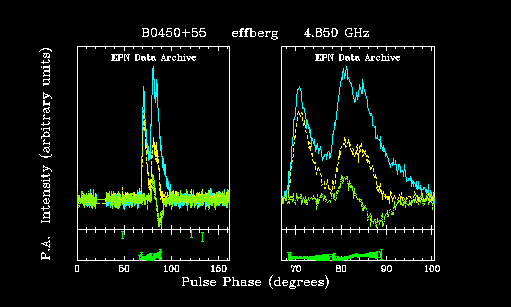 B0450+55 effberg 4.850 GHz
EPN Data Archive EPN Data Archive
P.A. Intensity (arbitrary units)
0 50 100 150 70 80 90 100
Pulse Phase (degrees)